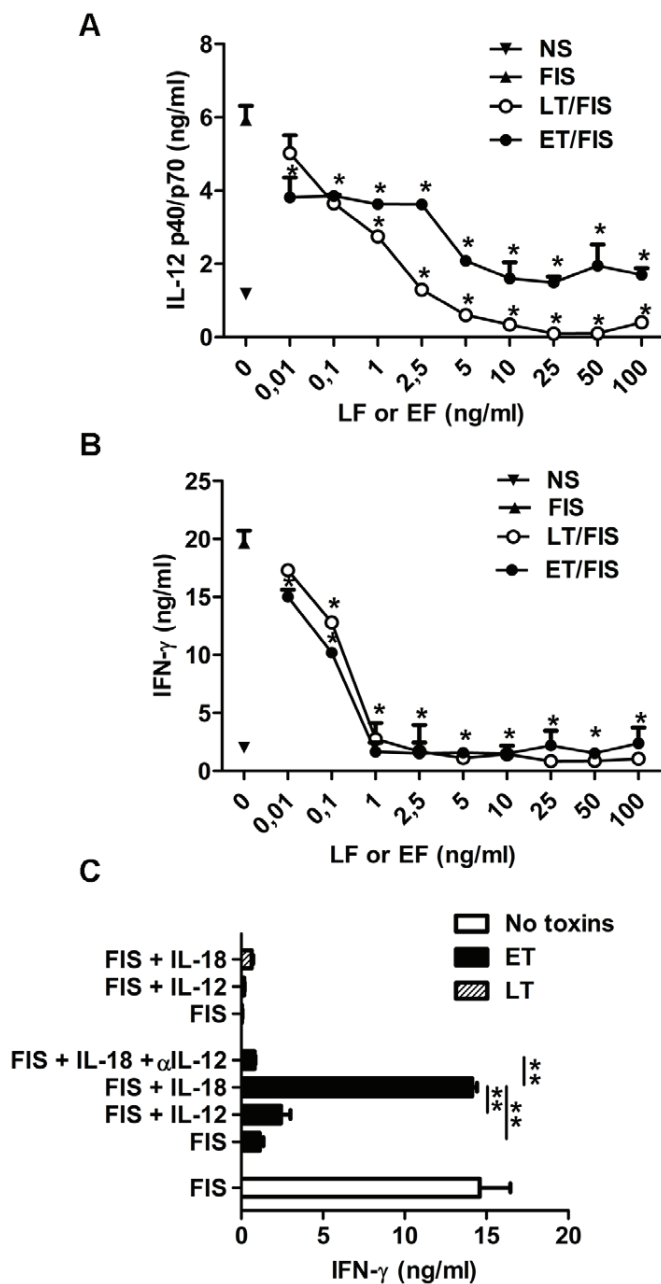 A
NS
FIS
LT/FIS
ET/FIS
IL-12 p40/p70 (ng/ml)
8
6
4
2
0
* * * * * * * * *
* * * * * * * *
0 0,01 0,1 1 2,5 5 10 25 50 100
LF or EF (ng/ml)
B
NS
FIS
LT/FIS
ET/FIS
IFN-γ (ng/ml)
25
20
15
10
5
0
* * * * * * * * * *
0 0,01 0,1 1 2,5 5 10 25 50 100
LF or EF (ng/ml)
C
No toxins
ET
LT
FIS + IL-18
FIS + IL-12
FIS
FIS + IL-18 + αIL-12
FIS + IL-18
FIS + IL-12
FIS
FIS
**
**
**
0 5 10 15 20
IFN-γ (ng/ml)